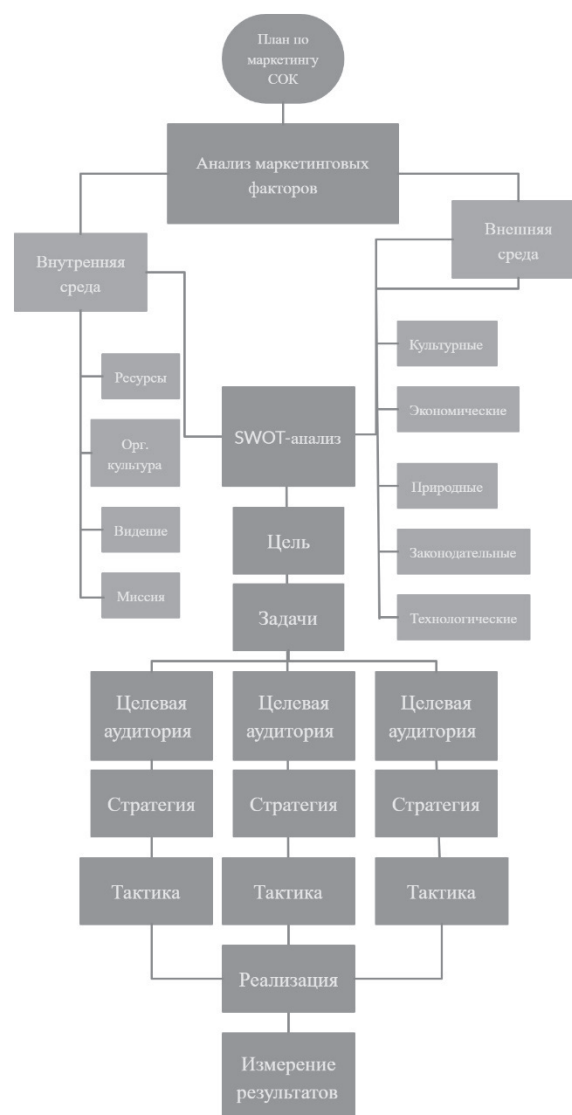 План по
маркетингу
СОК
Анализ маркетинговых
факторов
Внутренняя
среда
Внешняя
среда
Ресурсы
Орг.
культура
Видение
Миссия
SWOT-анализ
Культурные
Экономические
Природные
Законодательные
Технологические
Цель
Задачи
Целевая
аудитория
Целевая
аудитория
Целевая
аудитория
Стратегия
Стратегия
Стратегия
Тактика
Тактика
Тактика
Реализация
Измерение
результатов